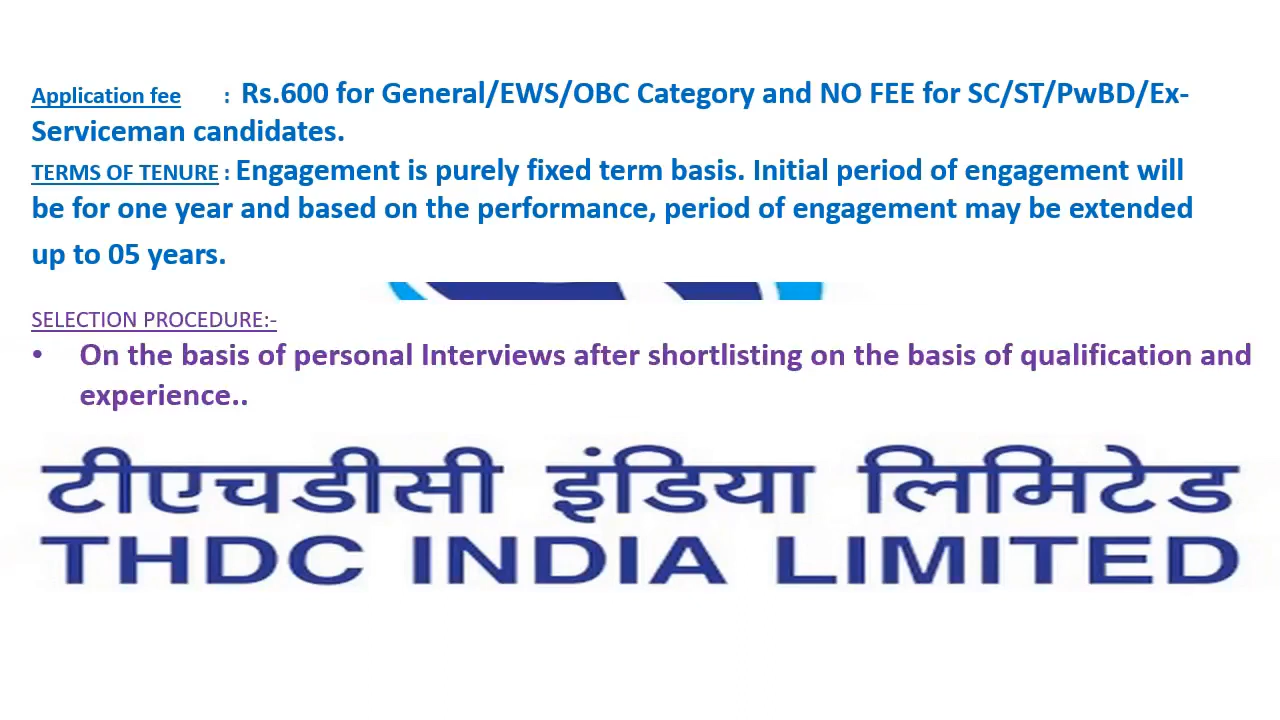 Application fee : Rs.600 for General/EWS/OBC Category and NO FEE for SC/ST/PwBD/Ex-
Serviceman candidates.
TERMS OF TENURE : Engagement is purely fixed term basis. Initial period of engagement will
be for one year and based on the performance, period of engagement may be extended
up to 05 years.
SELECTION PROCEDURE:-
• On the basis of personal Interviews after shortlisting on the basis of qualification and
experience..
टीएचडीसी इंडिया लिमिटेड
THDC INDIA LIMITED